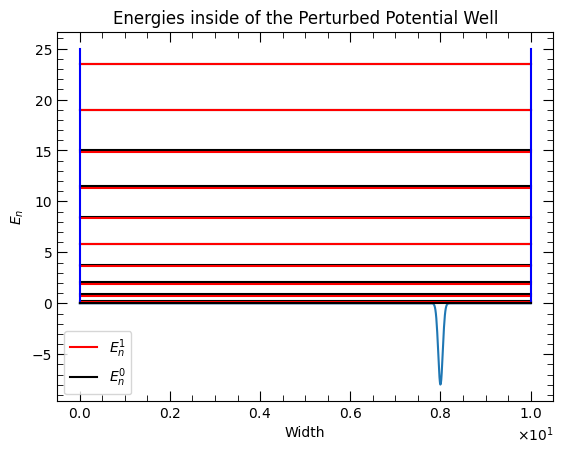 Energies inside of the Perturbed Potential Well
25
20
15
10
5
0
−5
E_n
E_n^1
E_n^0
0.0 0.2 0.4 0.6 0.8 1.0
Width
×10^1